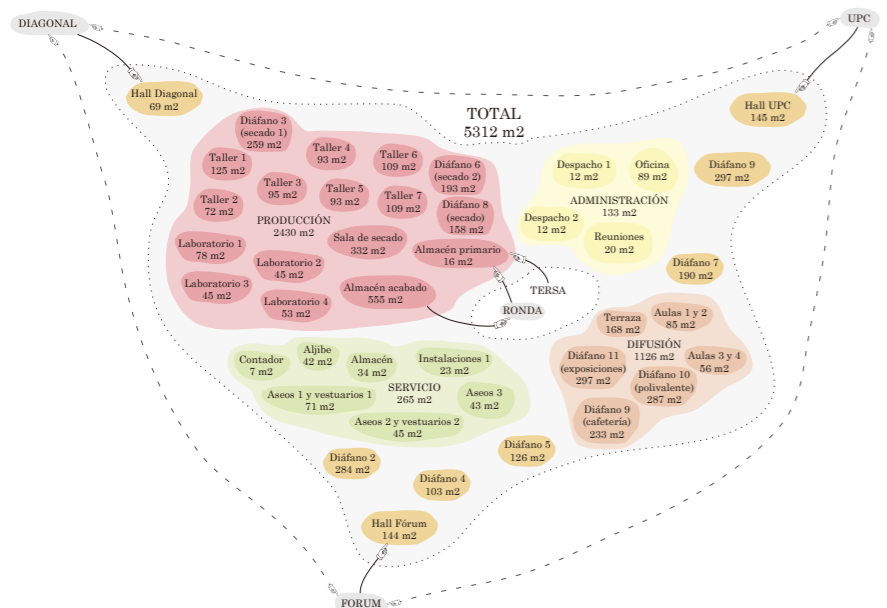 DIAGONAL
UPC
Hall Diagonal
69 m2
TOTAL
5312 m2
Hall UPC
145 m2
Diáfano 3
(secado 1)
259 m2
Taller 1
125 m2
Taller 4
93 m2
Taller 6
109 m2
Diáfano 6
(secado 2)
193 m2
Taller 2
72 m2
Taller 3
95 m2
Taller 5
93 m2
Taller 7
109 m2
Diáfano 8
(secado)
158 m2
PRODUCCIÓN
2430 m2
Laboratorio 1
78 m2
Sala de secado
332 m2
Almacén primario
16 m2
Laboratorio 2
45 m2
Laboratorio 3
45 m2
Laboratorio 4
53 m2
Almacén acabado
555 m2
Despacho 1
12 m2
Oficina
89 m2
ADMINISTRACIÓN
133 m2
Despacho 2
12 m2
Reuniones
20 m2
Diáfano 9
297 m2
Diáfano 7
190 m2
TERSA
RONDA
Terraza
168 m2
Aulas 1 y 2
85 m2
DIFUSIÓN
1126 m2
Diáfano 11
(exposiciones)
297 m2
Aulas 3 y 4
56 m2
Diáfano 10
(polivalente)
287 m2
Diáfano 9
(cafetería)
233 m2
Contador
7 m2
Aljibe
42 m2
Almacén
34 m2
Instalaciones 1
23 m2
SERVICIO
265 m2
Aseos 1 y vestuarios 1
71 m2
Aseos 3
43 m2
Aseos 2 y vestuarios 2
45 m2
Diáfano 2
284 m2
Diáfano 4
103 m2
Diáfano 5
126 m2
Hall Fórum
144 m2
FORUM